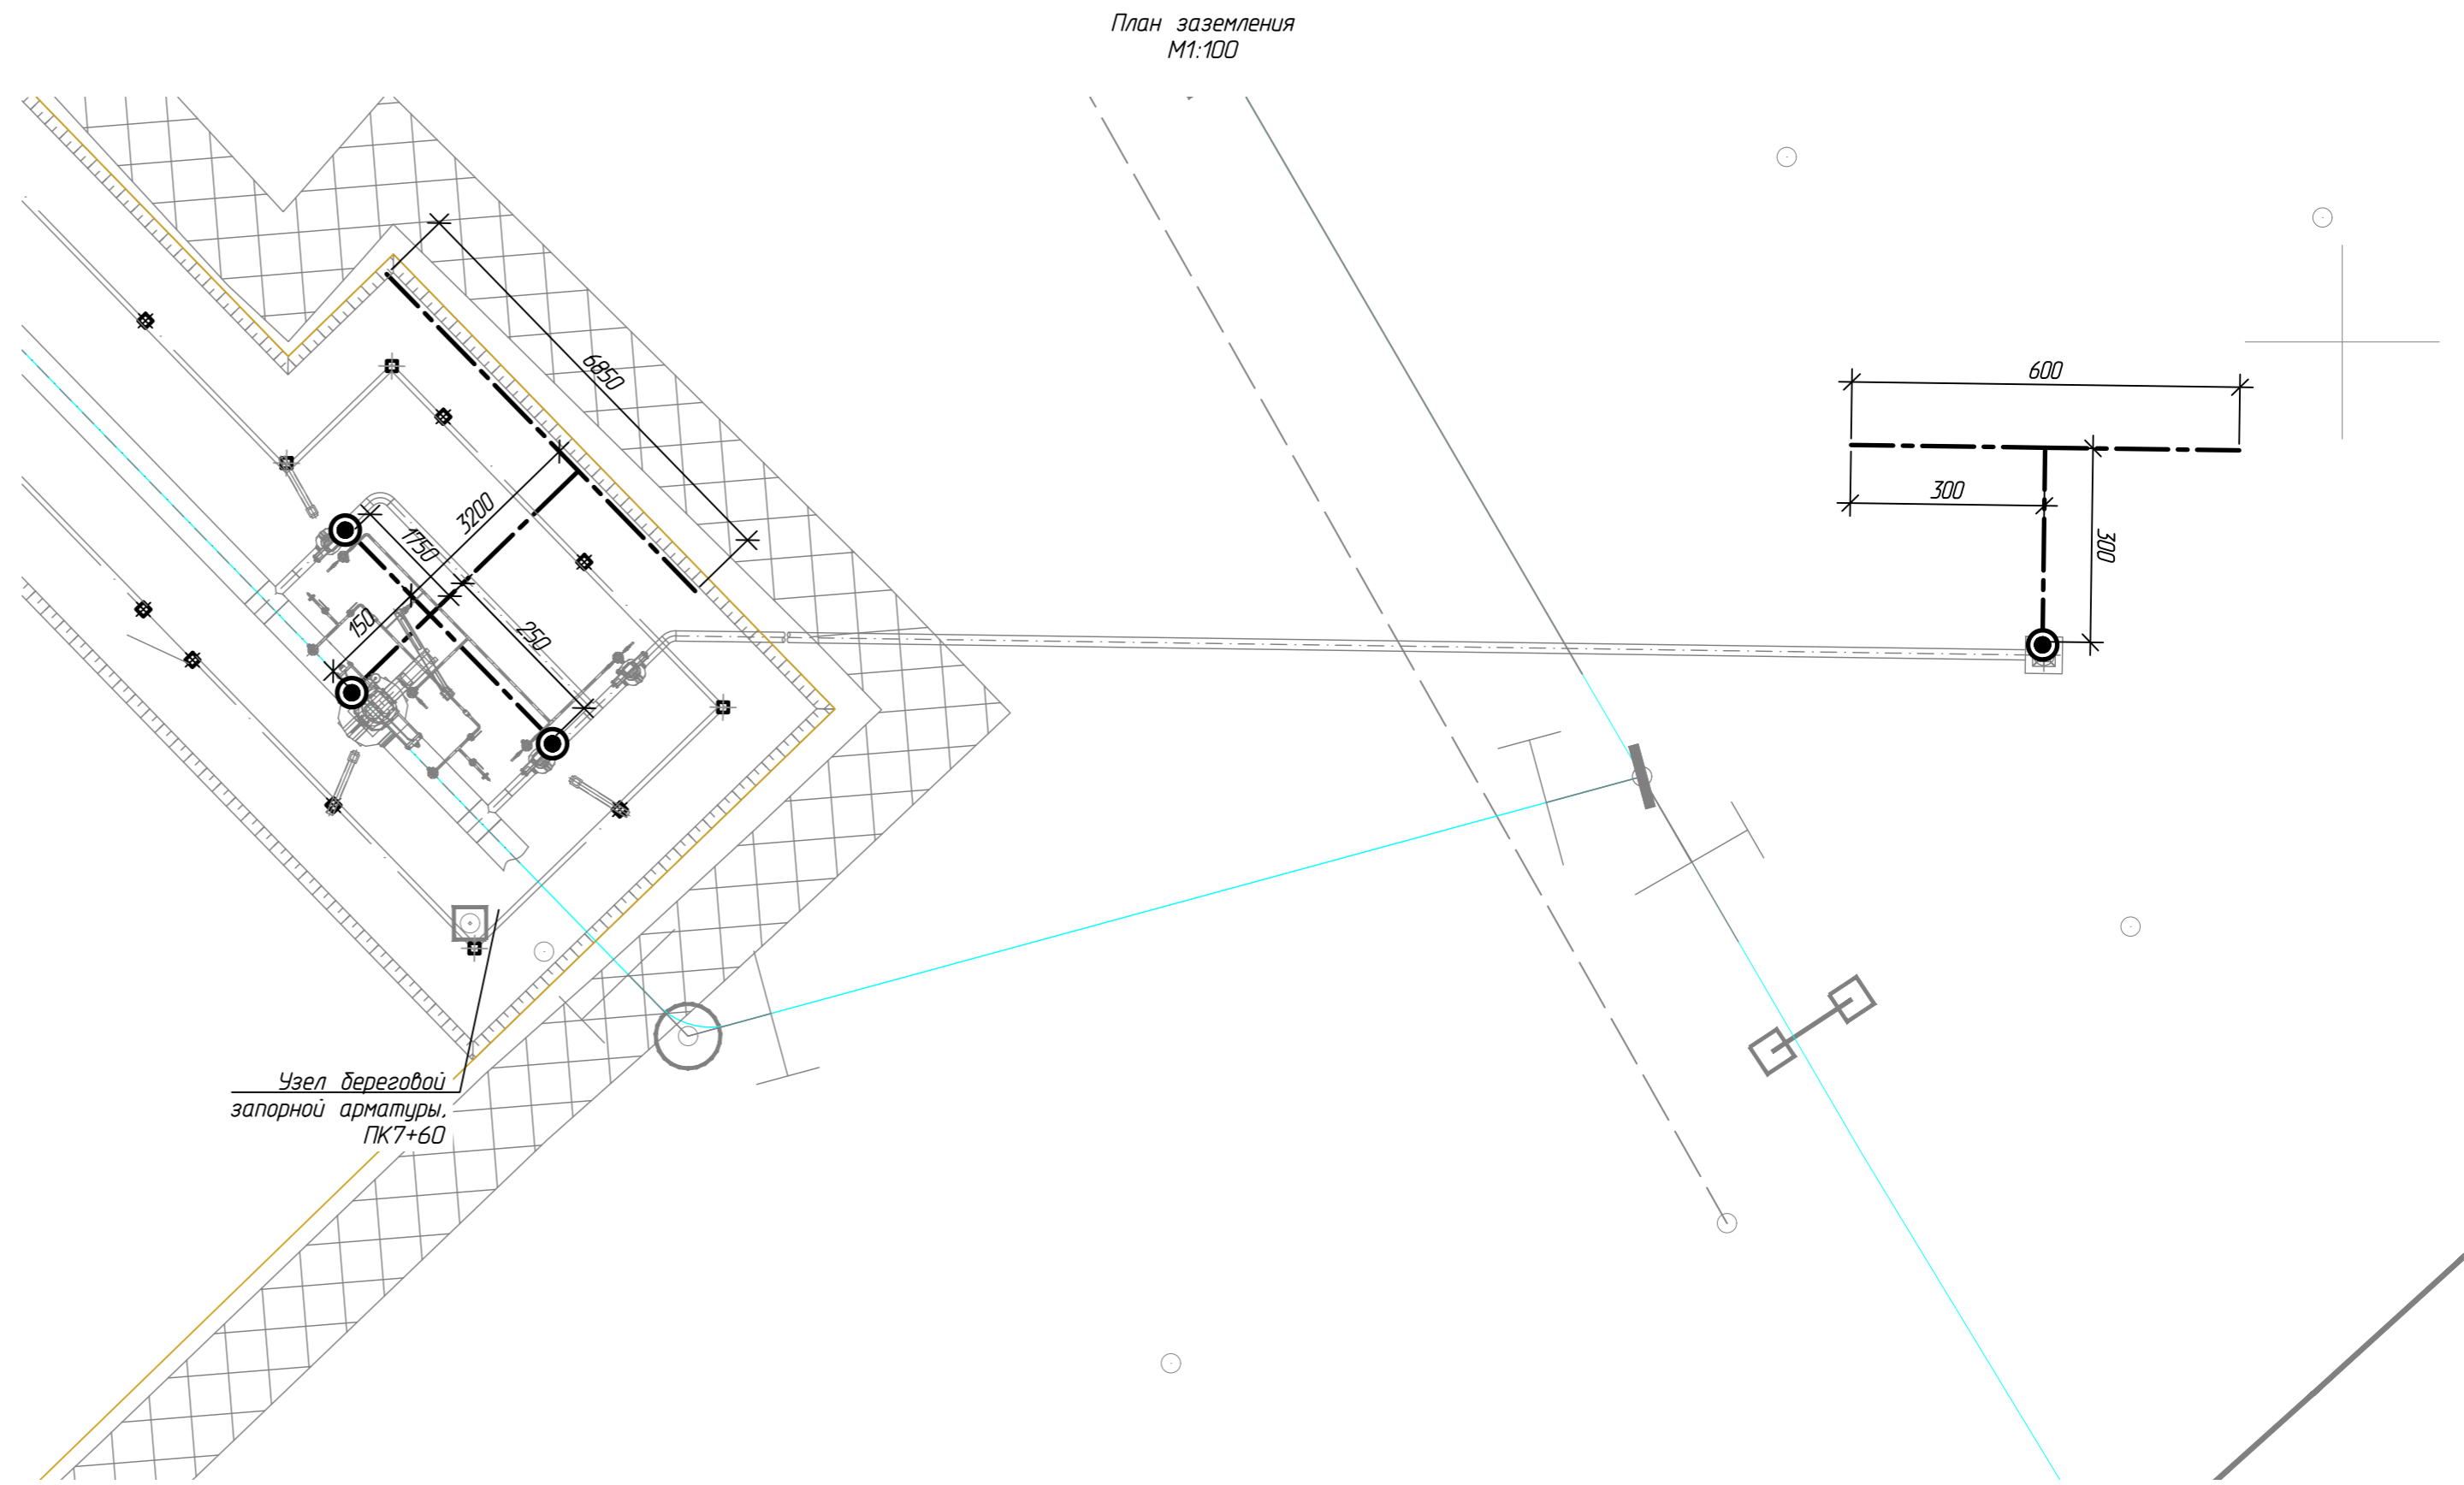 План заземления
М1:100
6850
600
300
300
3200
1750
150
250
Узел береговой
запорной арматуры,
ПК7+60